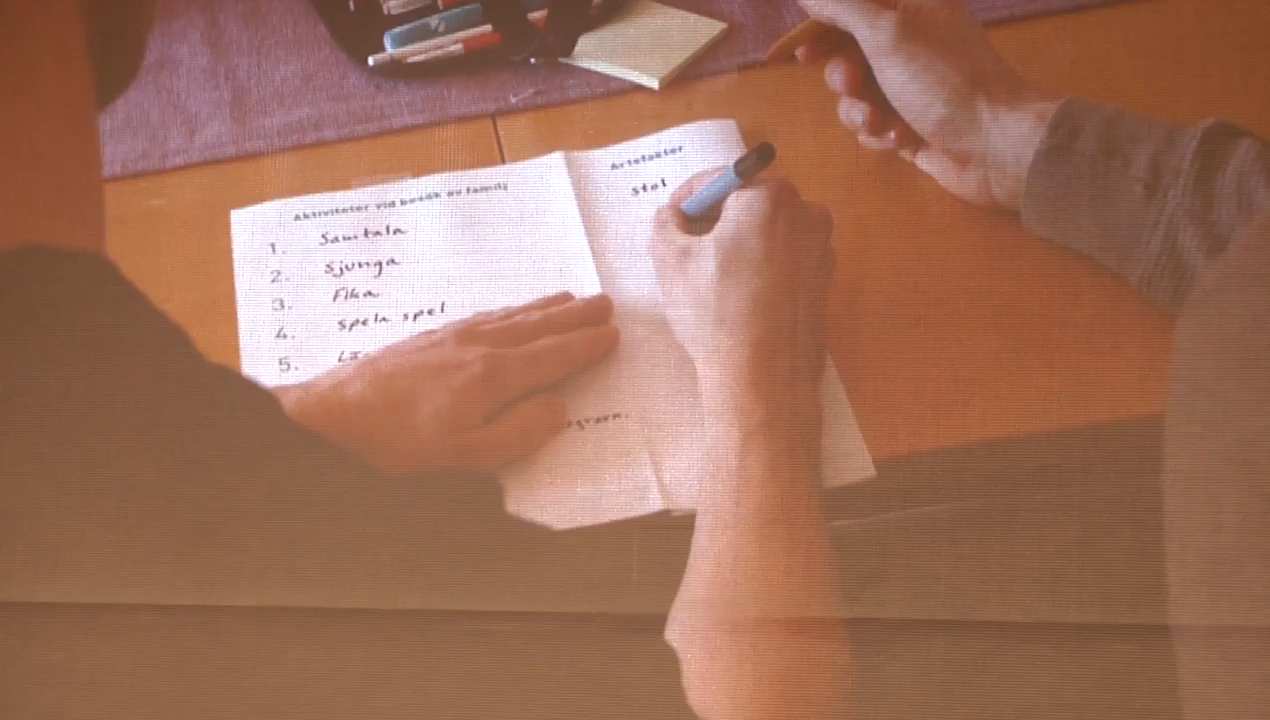 Aktiviteter vid besök av familj
1. Samtala
2. Sjunga
3. Fika
4. Spela spel
5.
Artefakter
Stol